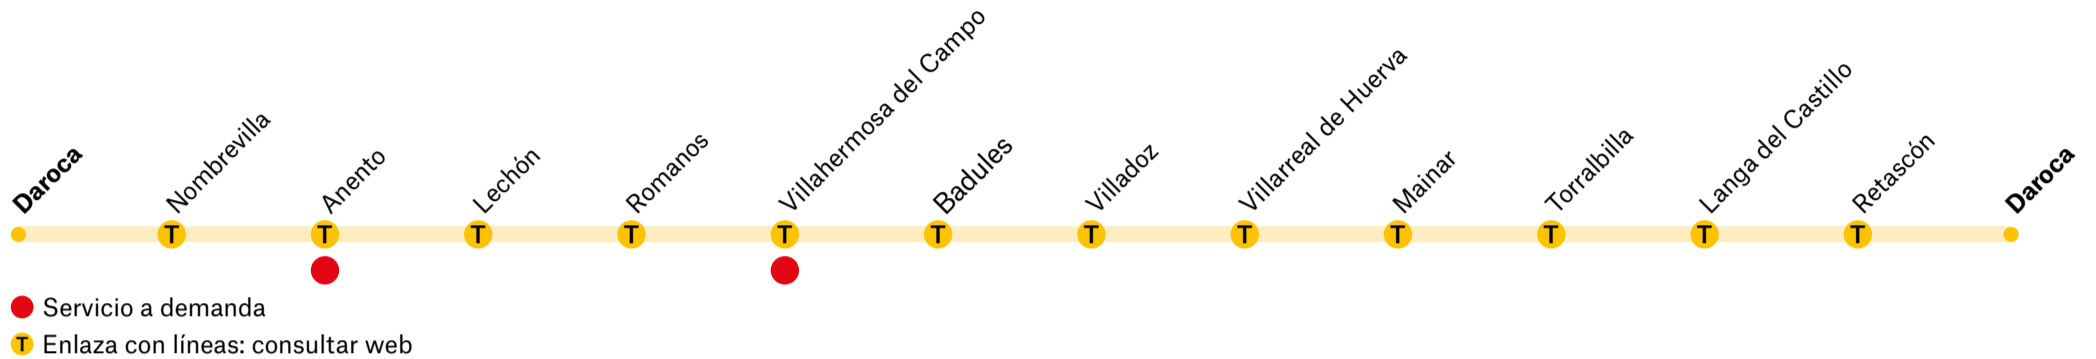 Daroca
Nombrevilla
Anento
Lechón
Romanos
Villahermosa del Campo
Badules
Villadoz
Villarreal de Huerva
Mainar
Torralbilla
Langa del Castillo
Retascón
Daroca
T T T T T T T T T T T T
Servicio a demanda
T Enlaza con líneas: consultar web